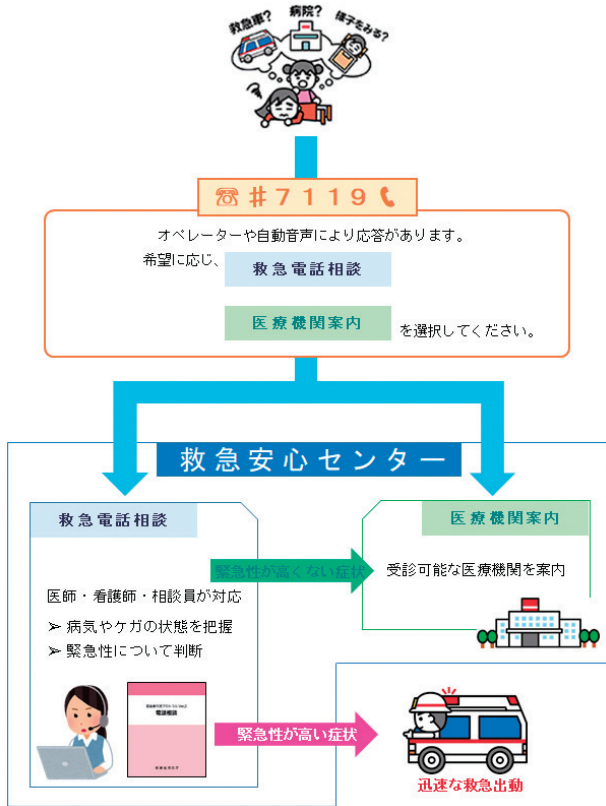 救急車？
病院？
様子をみる？
♯７１１９
オペレーターや自動音声により応答があります。
希望に応じ、
救急電話相談
医療機関案内
を選択してください。
救急安心センター
救急電話相談
医療機関案内
緊急性が高くない症状
受診可能な医療機関を案内
医師・看護師・相談員が対応
➢ 病気やケガの状態を把握
➢ 緊急性について判断
電話相談
緊急性が高い症状
迅速な救急出動